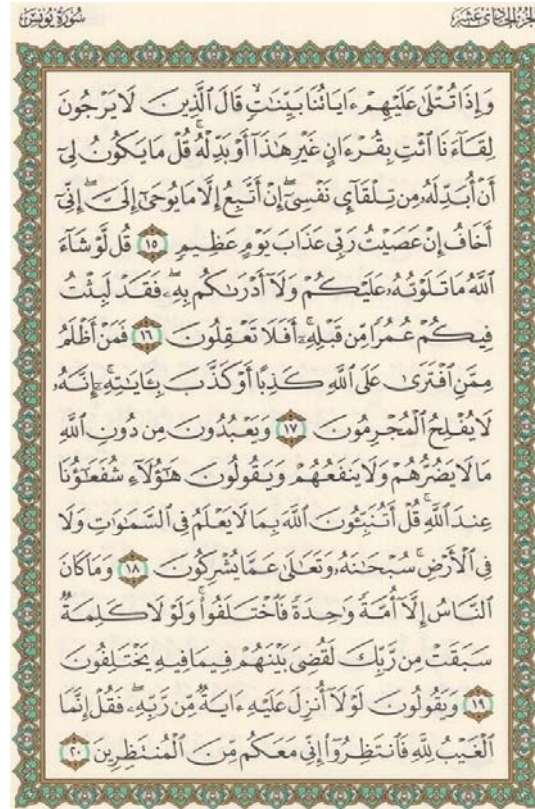 الجزء الحادي عشر
سورة يونس
وَإِذَا تُتْلَىٰ عَلَيْهِمْ ءَايَاتُنَا بَيِّنَٰتٍۙ قَالَ ٱلَّذِينَ لَا يَرْجُونَ
لِقَآءَنَا ٱئْتِ بِقُرْءَانٍ غَيْرِ هَٰذَآ أَوْ بَدِّلْهُۚ قُلْ مَا يَكُونُ لِىٓ
أَنْ أُبَدِّلَهُۥ مِن تِلْقَآئِ نَفْسِىٓۖ إِنْ أَتَّبِعُ إِلَّا مَا يُوحَىٰٓ إِلَىَّۖ إِنِّىٓ
أَخَافُ إِنْ عَصَيْتُ رَبِّى عَذَابَ يَوْمٍ عَظِيمٍ ١٥ قُل لَّوْ شَآءَ
ٱللَّهُ مَا تَلَوْتُهُۥ عَلَيْكُمْ وَلَآ أَدْرَىٰكُم بِهِۦۖ فَقَدْ لَبِثْتُ
فِيكُمْ عُمُرًا مِّن قَبْلِهِۦٓۚ أَفَلَا تَعْقِلُونَ ١٦ فَمَنْ أَظْلَمُ
مِمَّنِ ٱفْتَرَىٰ عَلَى ٱللَّهِ كَذِبًا أَوْ كَذَّبَ بِـَٔايَٰتِهِۦٓۚ إِنَّهُۥ
لَا يُفْلِحُ ٱلْمُجْرِمُونَ ١٧ وَيَعْبُدُونَ مِن دُونِ ٱللَّهِ
مَا لَا يَضُرُّهُمْ وَلَا يَنفَعُهُمْ وَيَقُولُونَ هَٰٓؤُلَآءِ شُفَعَٰٓؤُنَا
عِندَ ٱللَّهِۚ قُلْ أَتُنَبِّـُٔونَ ٱللَّهَ بِمَا لَا يَعْلَمُ فِى ٱلسَّمَٰوَٰتِ وَلَا
فِى ٱلْأَرْضِۚ سُبْحَٰنَهُۥ وَتَعَٰلَىٰ عَمَّا يُشْرِكُونَ ١٨ وَمَا كَانَ
ٱلنَّاسُ إِلَّآ أُمَّةً وَٰحِدَةً فَٱخْتَلَفُوا۟ۚ وَلَوْلَا كَلِمَةٌ
سَبَقَتْ مِن رَّبِّكَ لَقُضِىَ بَيْنَهُمْ فِيمَا فِيهِ يَخْتَلِفُونَ
١٩ وَيَقُولُونَ لَوْلَآ أُنزِلَ عَلَيْهِ ءَايَةٌ مِّن رَّبِّهِۦۖ فَقُلْ إِنَّمَا
ٱلْغَيْبُ لِلَّهِ فَٱنتَظِرُوٓا۟ إِنِّى مَعَكُم مِّنَ ٱلْمُنتَظِرِينَ ٢٠